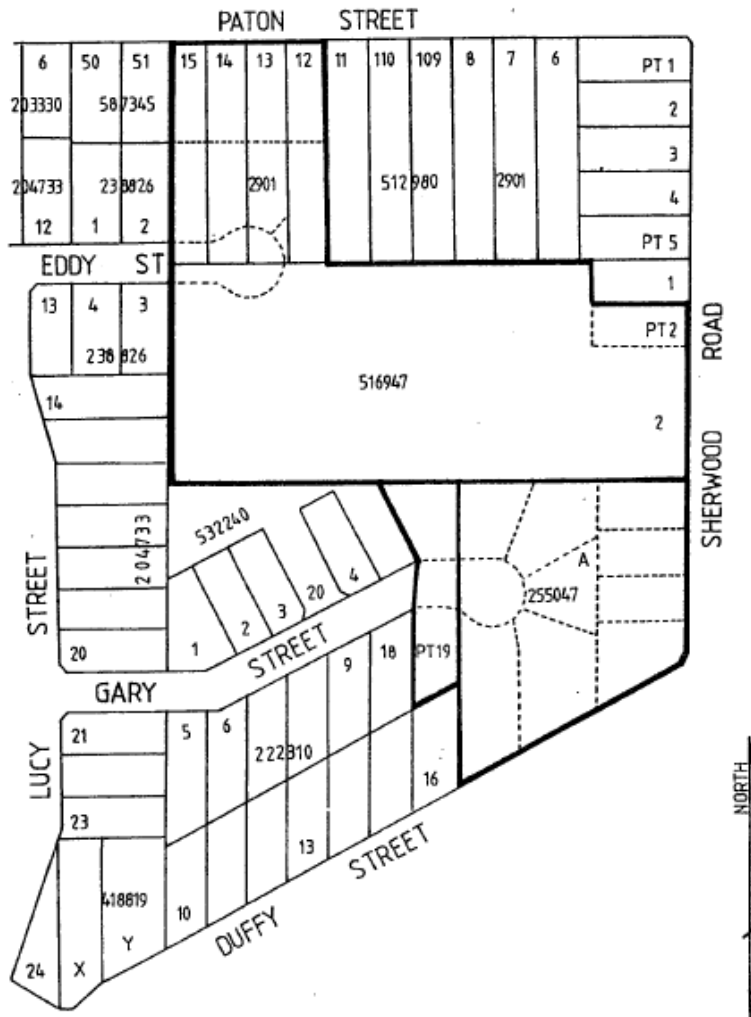 PATON STREET
6 50 51 15 14 13 12 11 110 109 8 7 6 PT 1
203330 587345 2
3
204733 238826 2901 512980 2901 4
12 1 2 PT 5
EDDY ST
1
13 4 3 PT 2
238826
516947
14 2
ROAD
SHERWOOD
532240
204733
STREET
20 4
A
255047
1 2 3
20 STREET
GARY
9 18 PT19
21 5 6
222310
LUCY
23 16
13 STREET
418819
10
DUFFY
24 X Y
NORTH